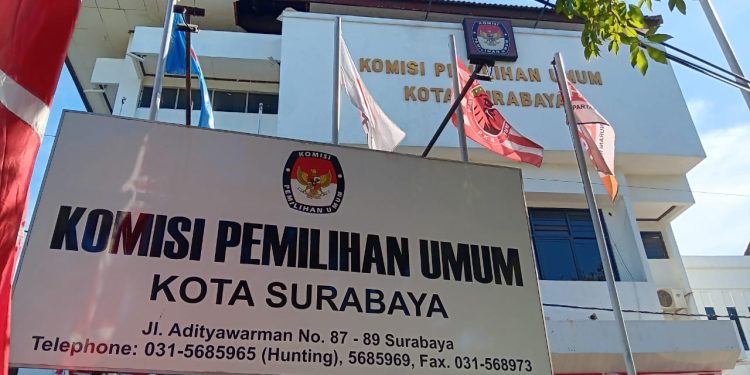 KOMISI PEMILIHAN UMUM
KOTA SURABAYA
KOMISI
PEMILIHAN UMUM
KOMISI PEMILIHAN UMUM
KOTA SURABAYA
Jl. Adityawarman No. 87 - 89 Surabaya
Telephone: 031-5685965 (Hunting), 5685969, Fax. 031-568973